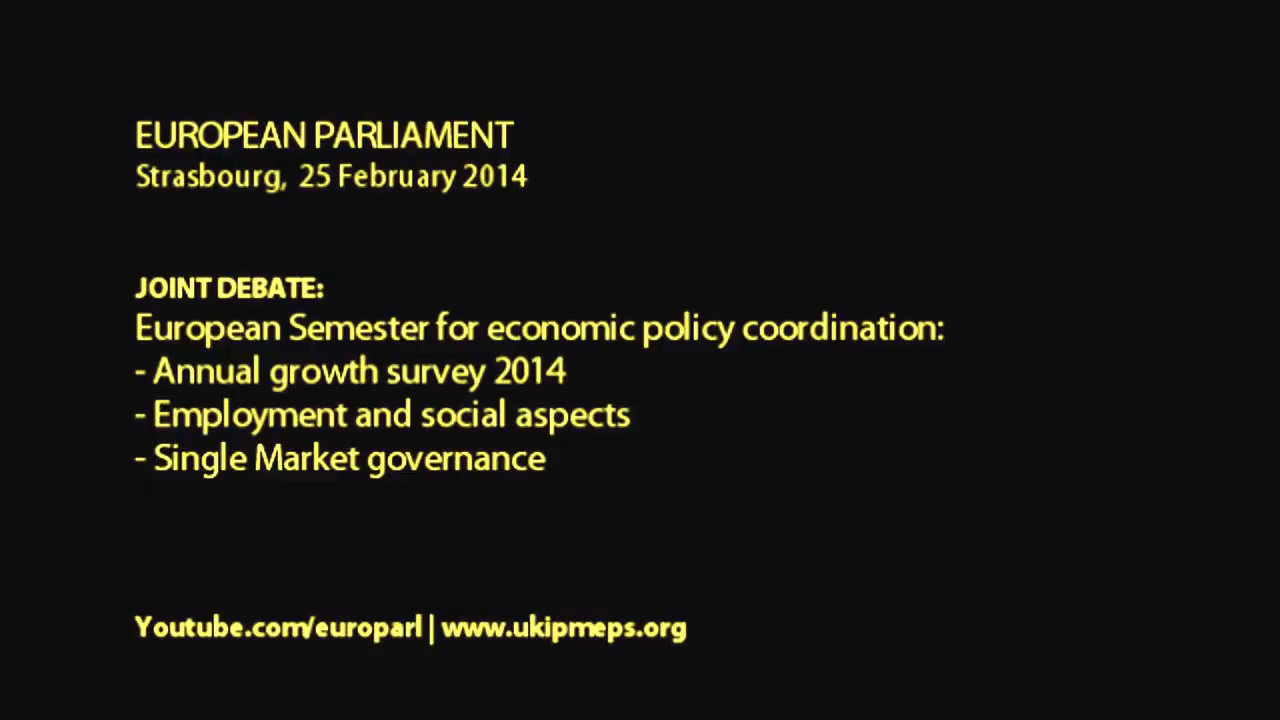 EUROPEAN PARLIAMENT
Strasbourg, 25 February 2014
JOINT DEBATE:
European Semester for economic policy coordination:
- Annual growth survey 2014
- Employment and social aspects
- Single Market governance
Youtube.com/europarl | www.ukipmeps.org